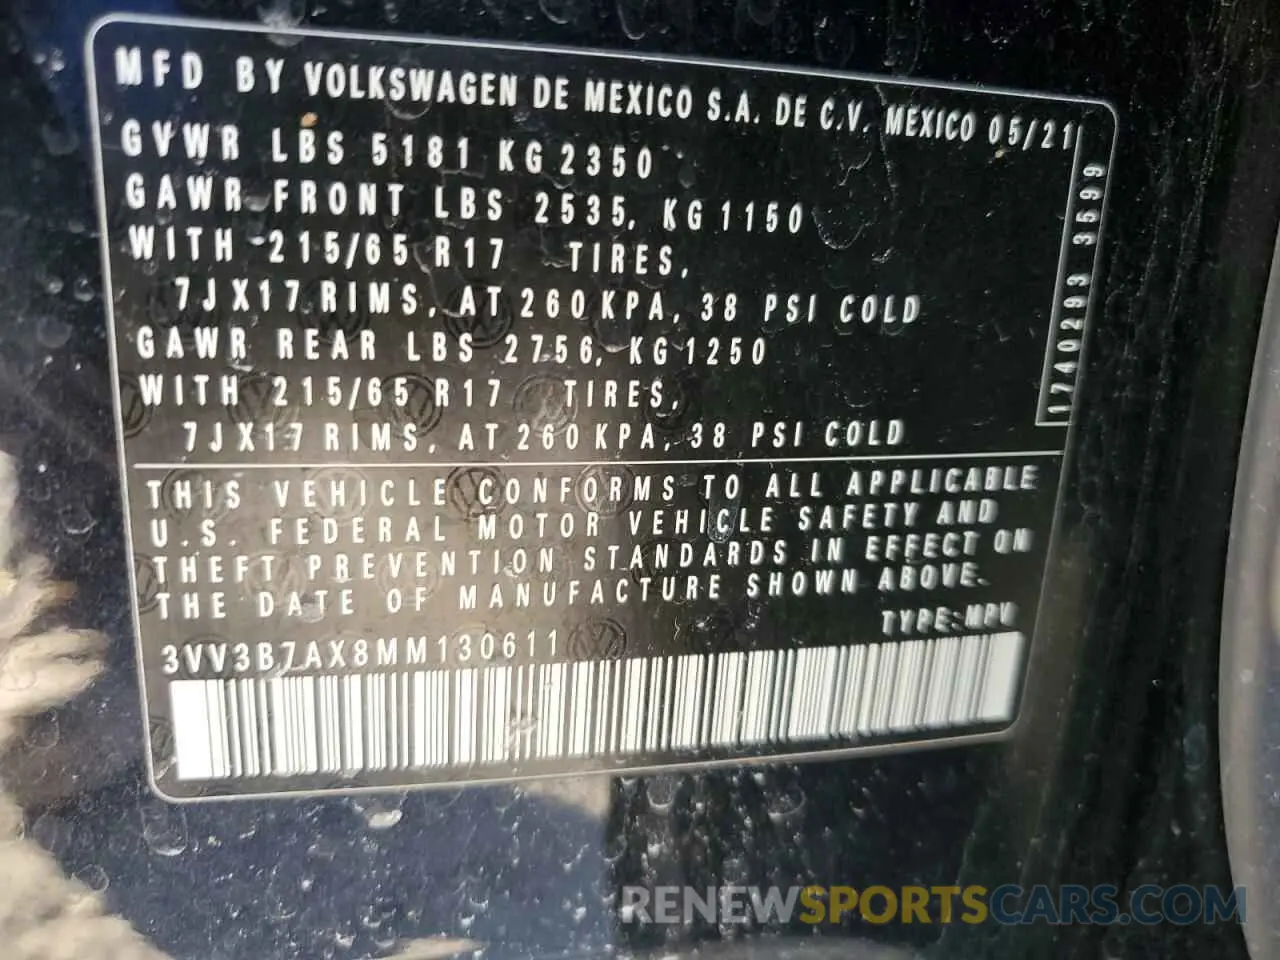 MFD BY VOLKSWAGEN DE MEXICO S.A. DE C.V. MEXICO 05/21
GVWR LBS 5181 KG 2350
GAWR FRONT LBS 2535, KG 1150
WITH 215/65 R17 TIRES,
7JX17 RIMS, AT 260 KPA, 38 PSI COLD
GAWR REAR LBS 2756, KG 1250
WITH 215/65 R17 TIRES,
7JX17 RIMS, AT 260 KPA, 38 PSI COLD
1740293 3599
THIS VEHICLE CONFORMS TO ALL APPLICABLE
U.S. FEDERAL MOTOR VEHICLE SAFETY AND
THEFT PREVENTION STANDARDS IN EFFECT ON
THE DATE OF MANUFACTURE SHOWN ABOVE.
TYPE: MPV
3VV3B7AX8MM130611
RENEWSPORTSCARS.COM